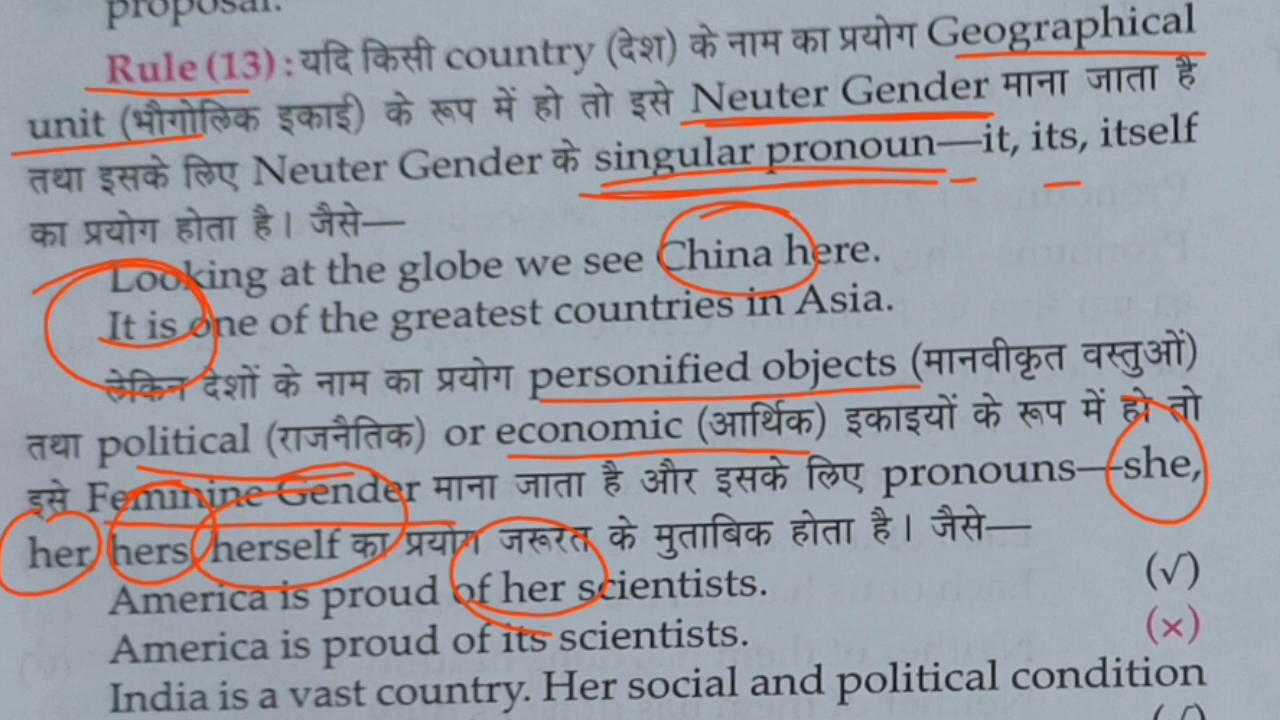 proposal.
Rule (13) : यदि किसी country (देश) के नाम का प्रयोग Geographical
unit (भौगोलिक इकाई) के रूप में हो तो इसे Neuter Gender माना जाता है
तथा इसके लिए Neuter Gender के singular pronoun—it, its, itself
का प्रयोग होता है। जैसे—
Looking at the globe we see China here.
It is one of the greatest countries in Asia.
लेकिन देशों के नाम का प्रयोग personified objects (मानवीकृत वस्तुओं)
तथा political (राजनैतिक) or economic (आर्थिक) इकाइयों के रूप में हो तो
इसे Feminine Gender माना जाता है और इसके लिए pronouns—she,
her hers herself का प्रयोग जरूरत के मुताबिक होता है। जैसे—
America is proud of her scientists. (√)
America is proud of its scientists. (×)
India is a vast country. Her social and political condition